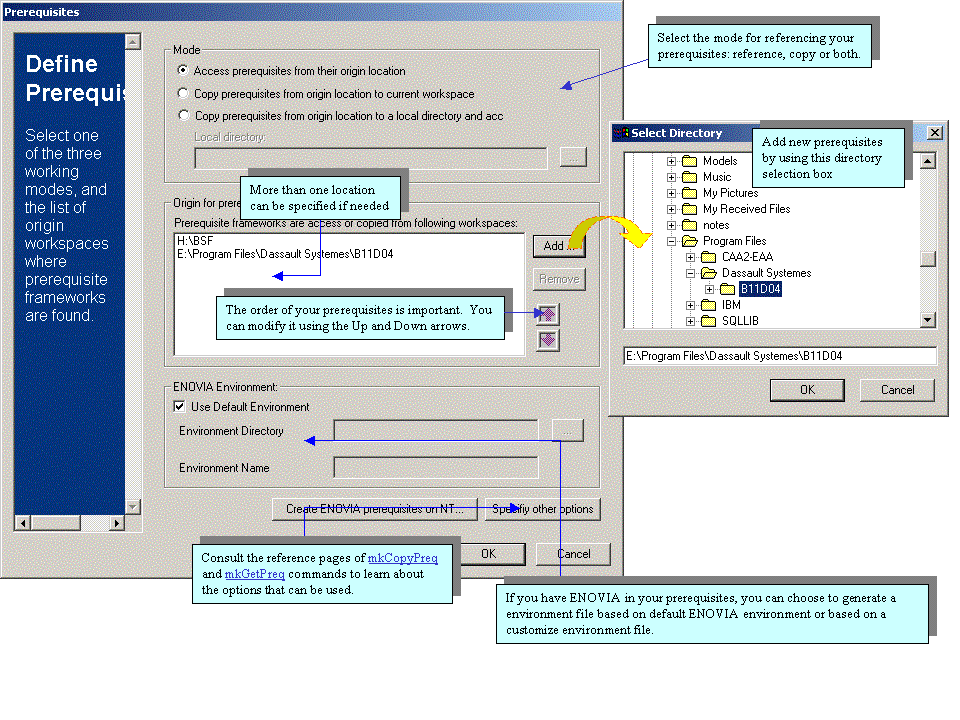 Prerequisites
Define
Prerequis
Select one
of the three
working
modes, and
the list of
origin
workspaces
where
prerequisite
frameworks
are found.
Mode
Access prerequisites from their origin location
Copy prerequisites from origin location to current workspace
Copy prerequisites from origin location to a local directory and acc
Local directory:
Select the mode for referencing your
prerequisites: reference, copy or both.
More than one location
can be specified if needed
Origin for prere
Prerequisite frameworks are access or copied from following workspaces:
H:\BSF
E:\Program Files\Dassault Systemes\B11D04
Add ...
Remove
The order of your prerequisites is important. You
can modify it using the Up and Down arrows.
ENOVIA Environment:
Use Default Environment
Environment Directory
...
Environment Name
Create ENOVIA prerequisites on NT...
Specifiy other options
OK
Cancel
Consult the reference pages of mkCopyPreq
and mkGetPreq commands to learn about
the options that can be used.
If you have ENOVIA in your prerequisites, you can choose to generate a
environment file based on default ENOVIA environment or based on a
customize environment file.
Select Directory
Add new prerequisites
by using this directory
selection box
Models
Music
My Pictures
My Received Files
notes
Program Files
CAA2-EAA
Dassault Systemes
B11D04
IBM
SQLLIB
E:\Program Files\Dassault Systemes\B11D04
OK
Cancel